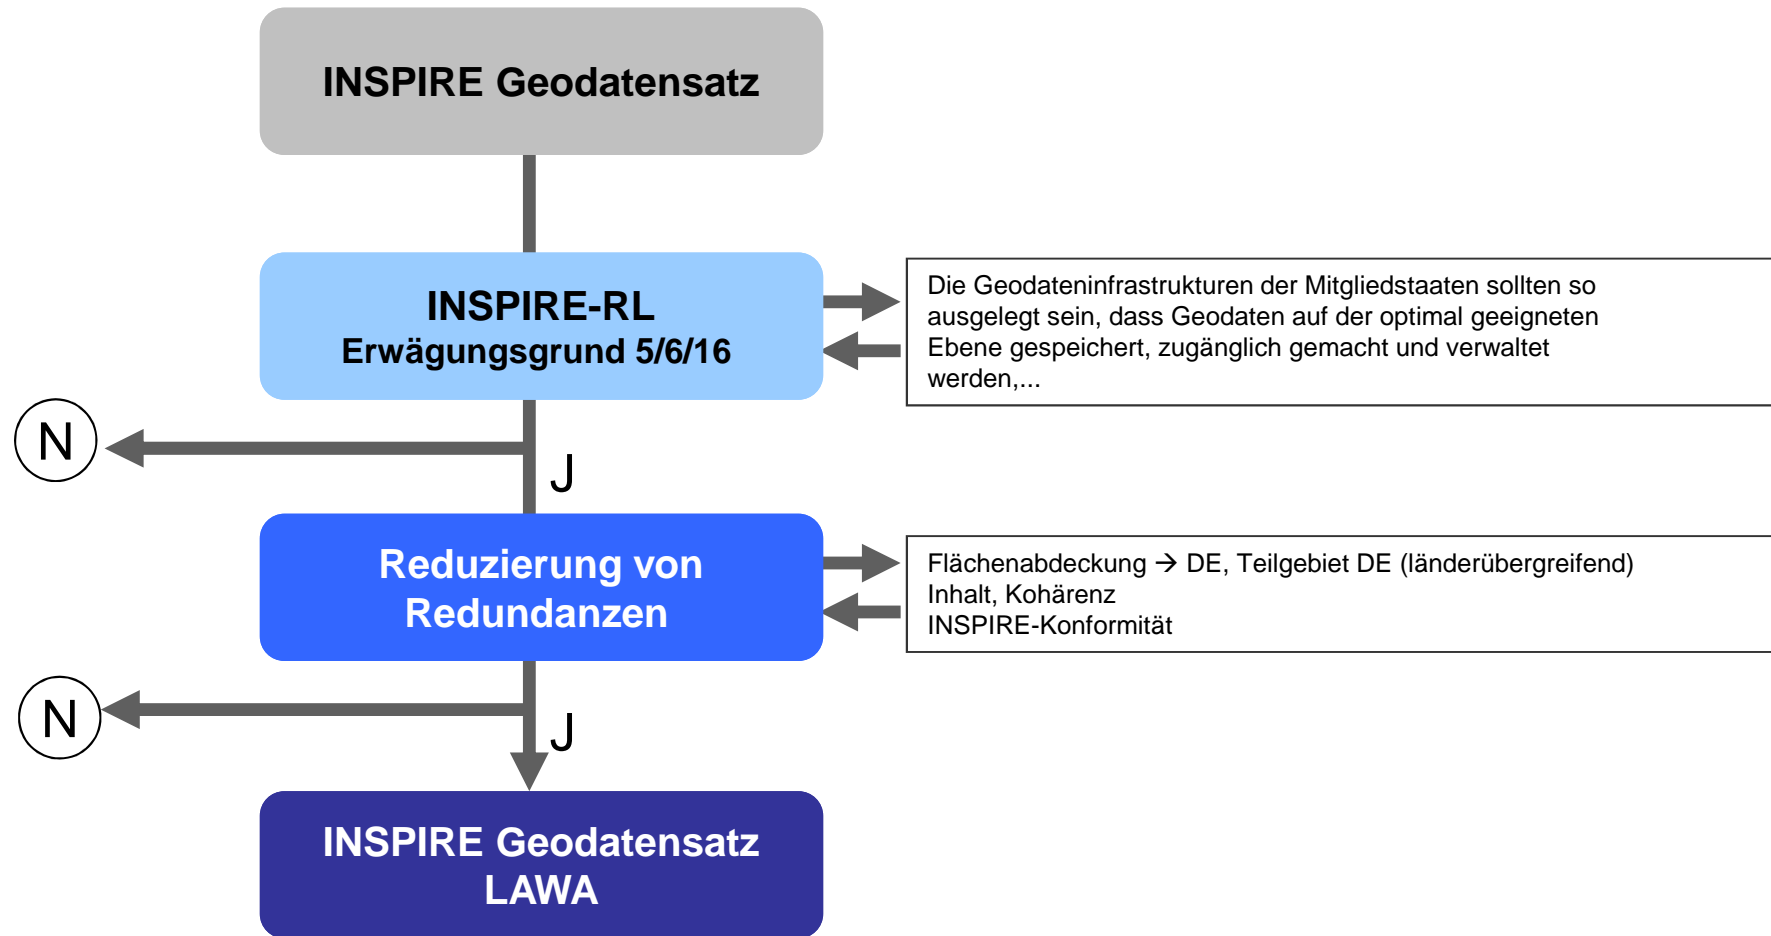 INSPIRE Geodatensatz
INSPIRE-RL
Erwägungsgrund 5/6/16
Die Geodateninfrastrukturen der Mitgliedstaaten sollten so
ausgelegt sein, dass Geodaten auf der optimal geeigneten
Ebene gespeichert, zugänglich gemacht und verwaltet
werden,...
N
J
Reduzierung von
Redundanzen
Flächenabdeckung → DE, Teilgebiet DE (länderübergreifend)
Inhalt, Kohärenz
INSPIRE-Konformität
N
J
INSPIRE Geodatensatz
LAWA